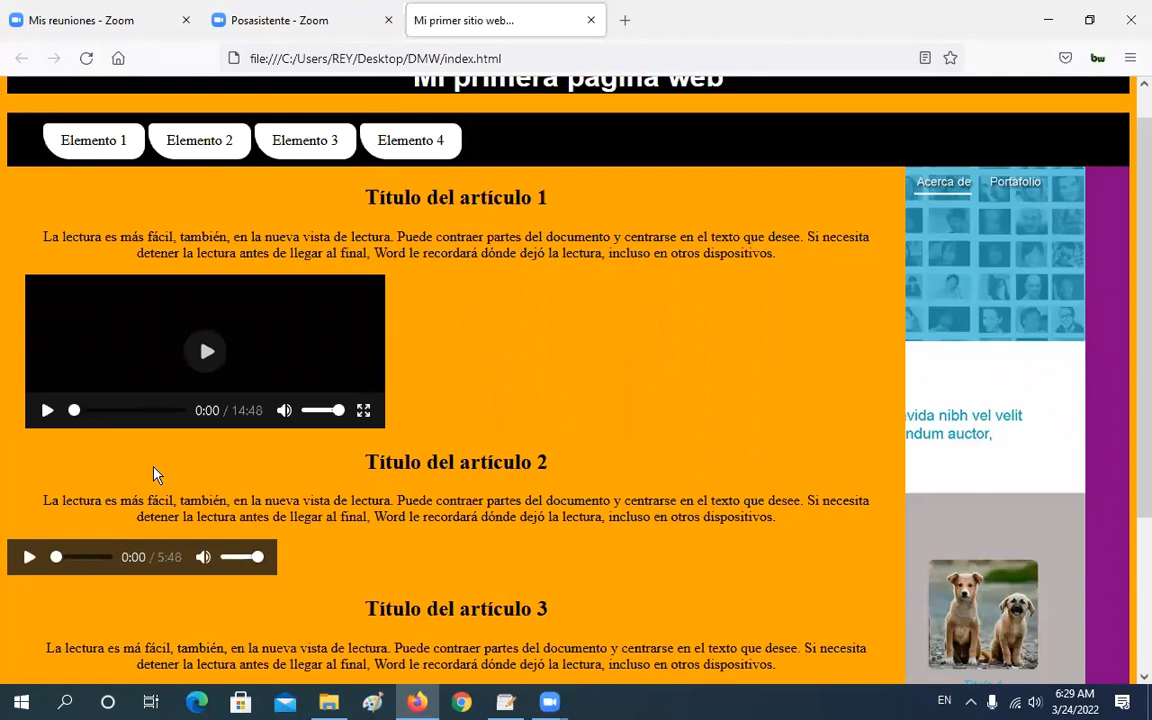 Mis reuniones - Zoom
Posasistente - Zoom
Mi primer sitio web...
file:///C:/Users/REY/Desktop/DMW/index.html
bw
Mi primera página web
Elemento 1
Elemento 2
Elemento 3
Elemento 4
Acerca de
Portafolio
Título del artículo 1
La lectura es más fácil, también, en la nueva vista de lectura. Puede contraer partes del documento y centrarse en el texto que desee. Si necesita
detener la lectura antes de llegar al final, Word le recordará dónde dejó la lectura, incluso en otros dispositivos.
0:00 / 14:48
vida nibh vel velit
ndum auctor,
Título del artículo 2
La lectura es más fácil, también, en la nueva vista de lectura. Puede contraer partes del documento y centrarse en el texto que desee. Si necesita
detener la lectura antes de llegar al final, Word le recordará dónde dejó la lectura, incluso en otros dispositivos.
0:00 / 5:48
Título del artículo 3
La lectura es má fácil, también, en la nueva vista de lectura. Puede contraer partes del documento y centrarse en el texto que desee. Si necesita
detener la lectura antes de llegar al final, Word le recordará dónde dejó la lectura, incluso en otros dispositivos.
EN
6:29 AM
3/24/2022